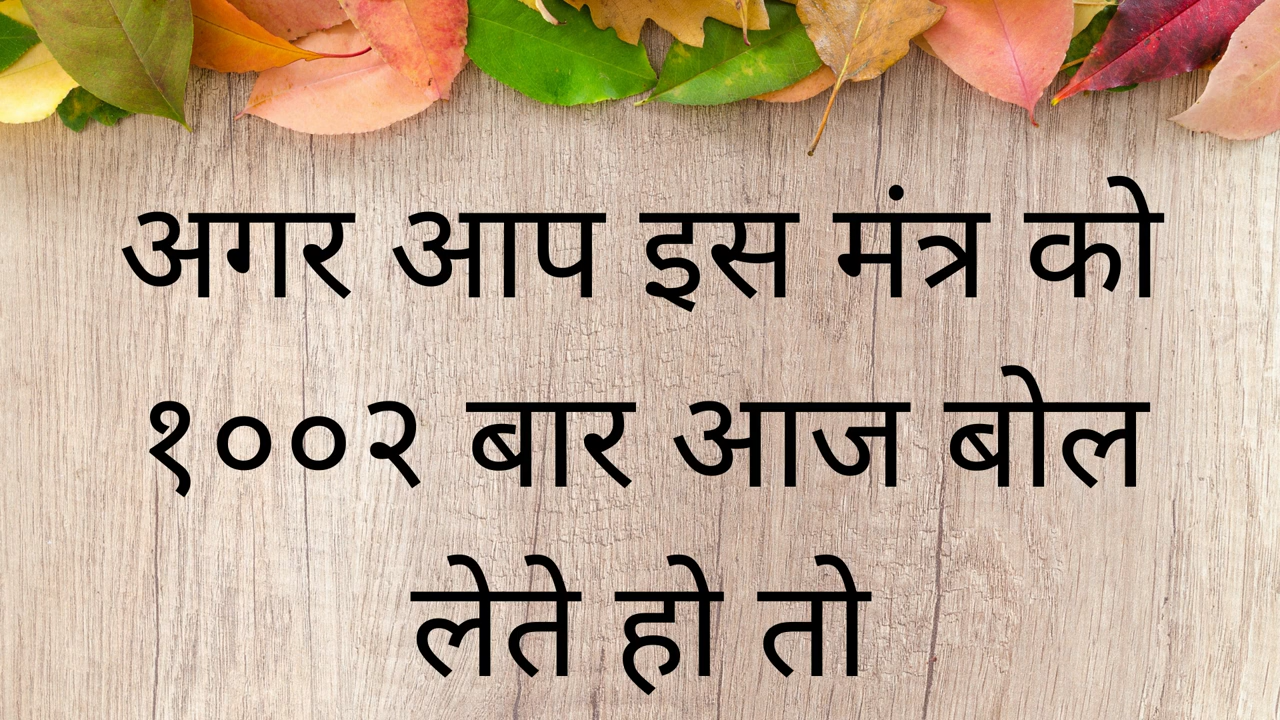 अगर आप इस मंत्र को
१००२ बार आज बोल
लेते हो तो